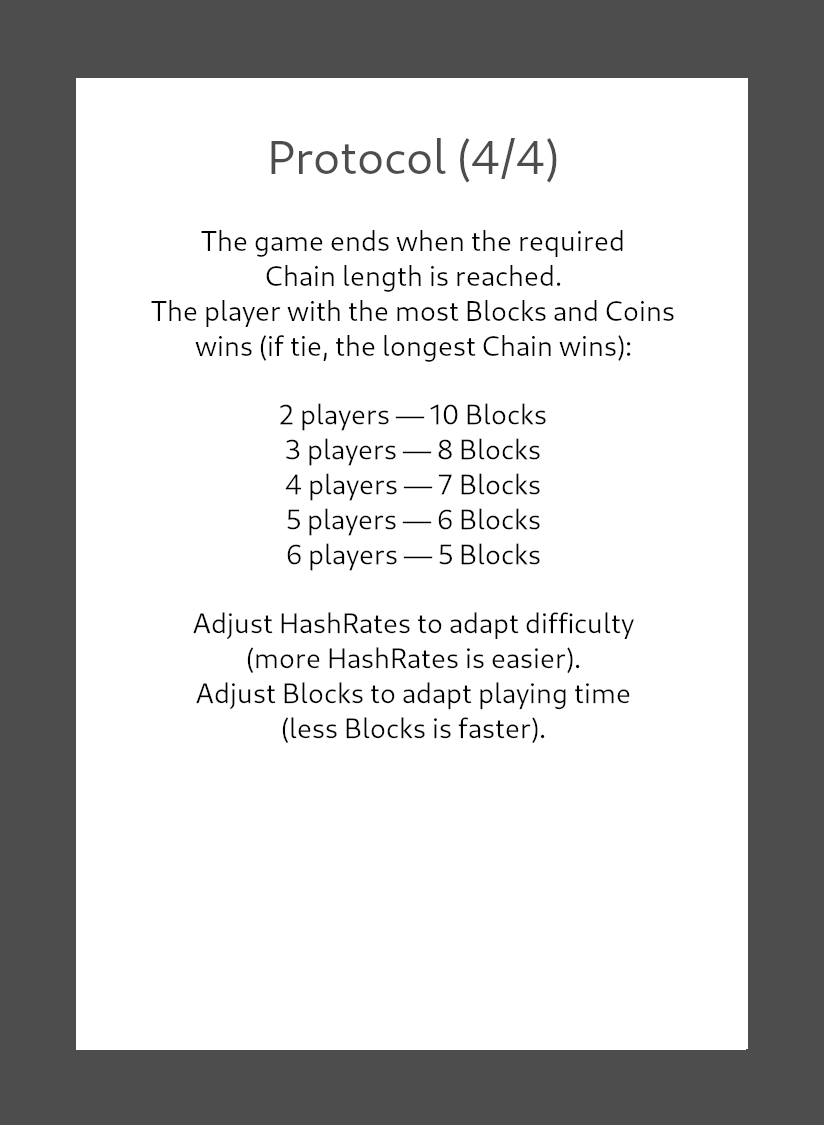 Protocol (4/4)
The game ends when the required
Chain length is reached.
The player with the most Blocks and Coins
wins (if tie, the longest Chain wins):
2 players — 10 Blocks
3 players — 8 Blocks
4 players — 7 Blocks
5 players — 6 Blocks
6 players — 5 Blocks
Adjust HashRates to adapt difficulty
(more HashRates is easier).
Adjust Blocks to adapt playing time
(less Blocks is faster).